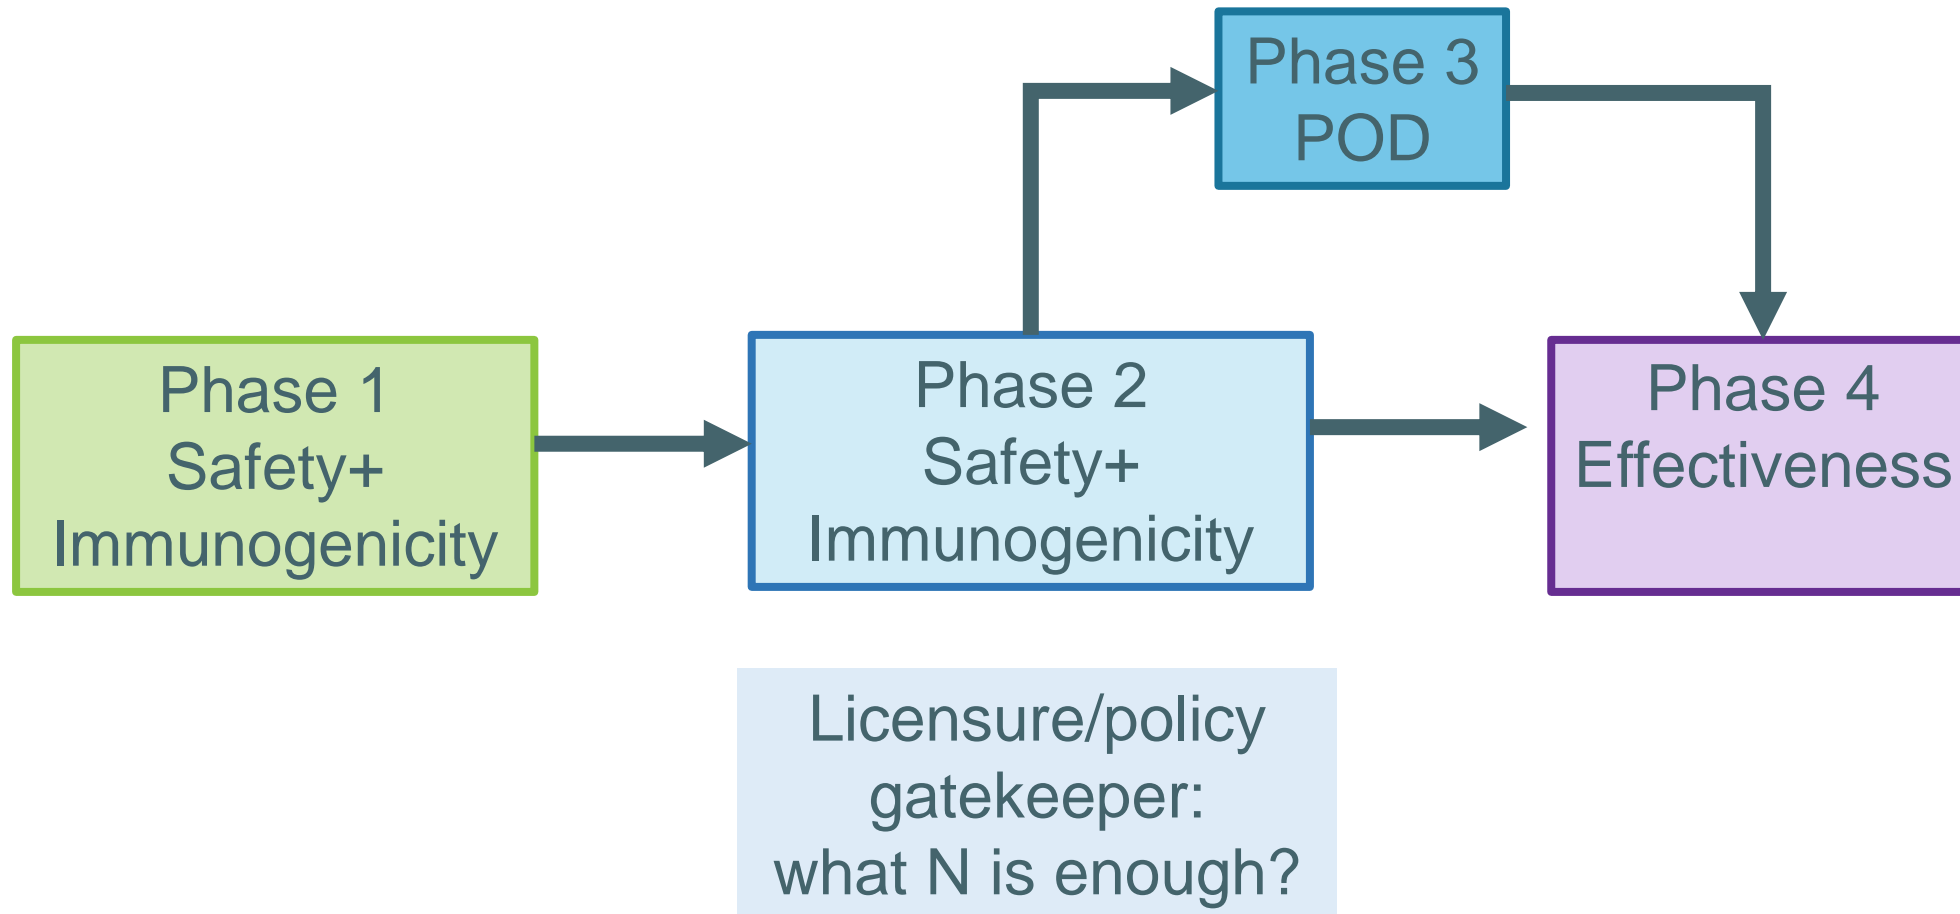 Phase 3
POD
Phase 1
Safety+
Immunogenicity
Phase 2
Safety+
Immunogenicity
Phase 4
Effectiveness
Licensure/policy
gatekeeper:
what N is enough?